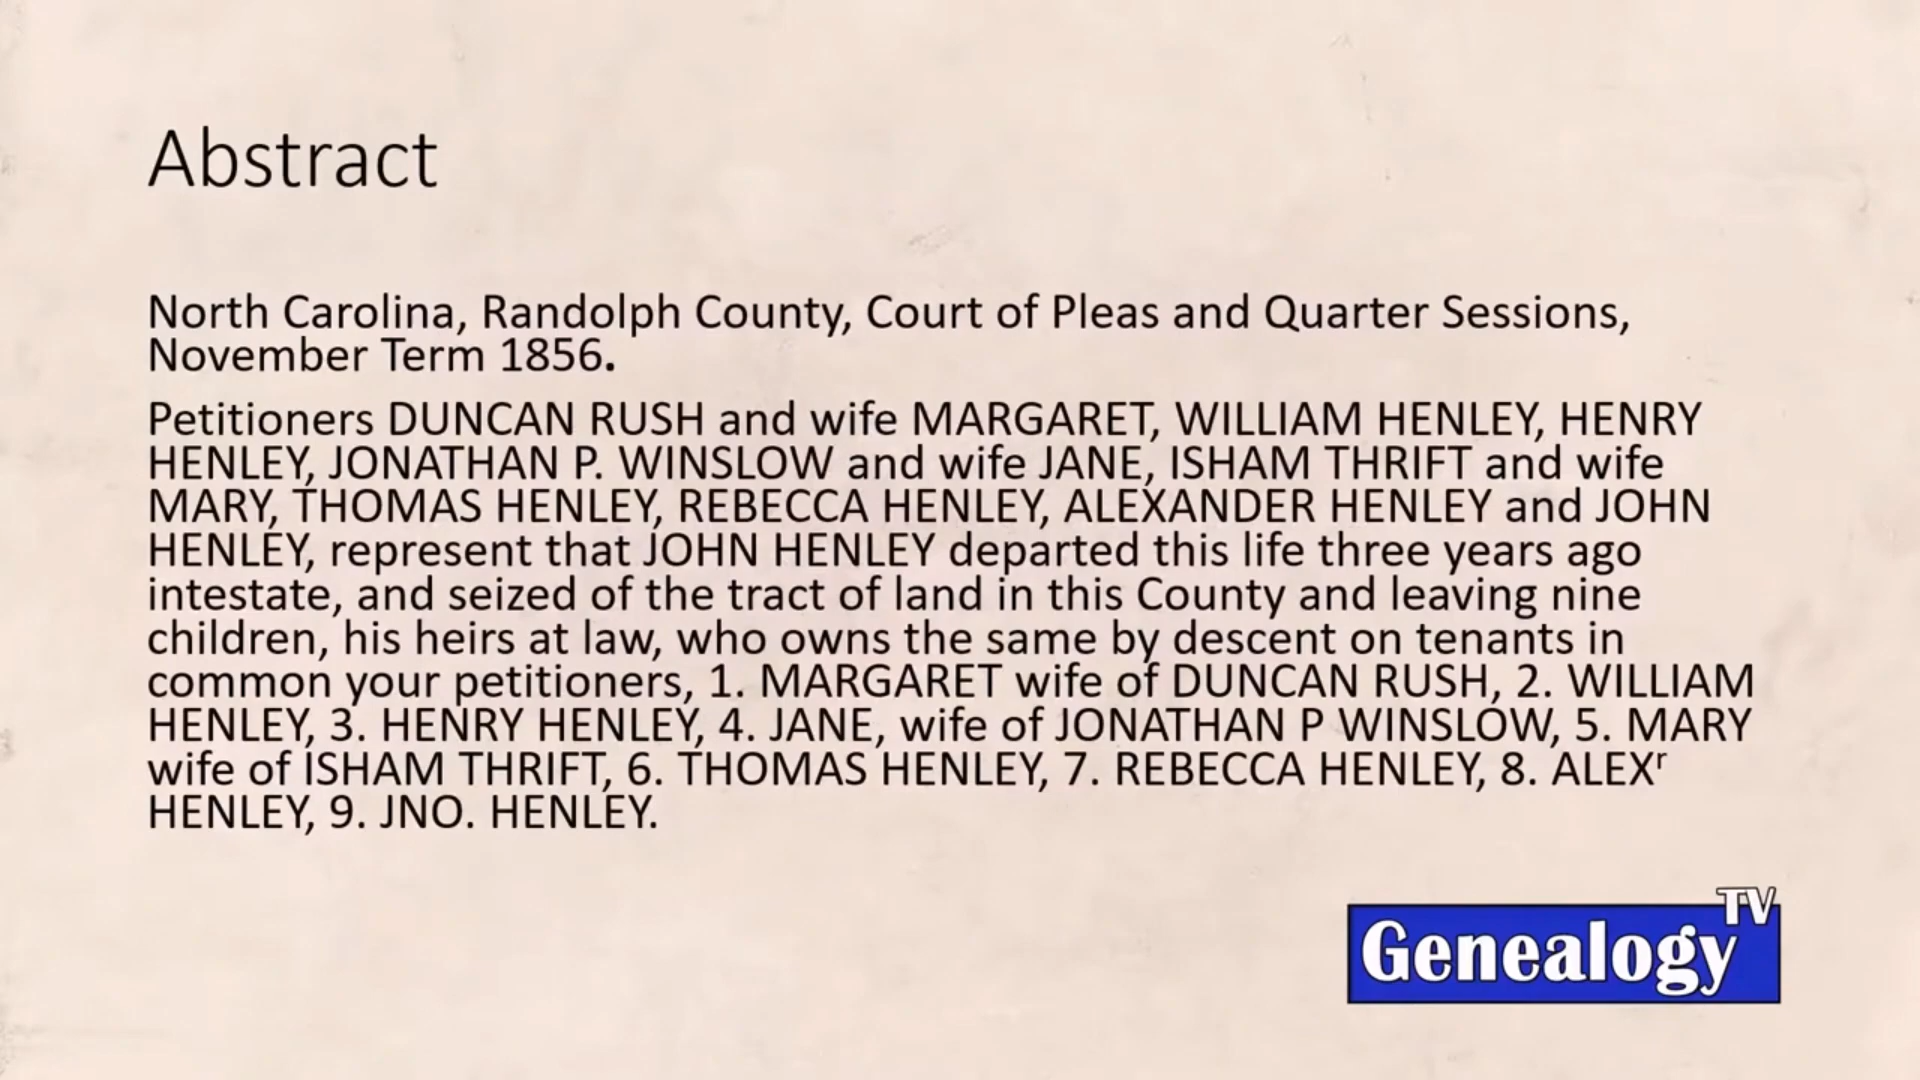 Abstract
North Carolina, Randolph County, Court of Pleas and Quarter Sessions,
November Term 1856.
Petitioners DUNCAN RUSH and wife MARGARET, WILLIAM HENLEY, HENRY
HENLEY, JONATHAN P. WINSLOW and wife JANE, ISHAM THRIFT and wife
MARY, THOMAS HENLEY, REBECCA HENLEY, ALEXANDER HENLEY and JOHN
HENLEY, represent that JOHN HENLEY departed this life three years ago
intestate, and seized of the tract of land in this County and leaving nine
children, his heirs at law, who owns the same by descent on tenants in
common your petitioners, 1. MARGARET wife of DUNCAN RUSH, 2. WILLIAM
HENLEY, 3. HENRY HENLEY, 4. JANE, wife of JONATHAN P WINSLOW, 5. MARY
wife of ISHAM THRIFT, 6. THOMAS HENLEY, 7. REBECCA HENLEY, 8. ALEXʳ
HENLEY, 9. JNO. HENLEY.
Genealogy TV